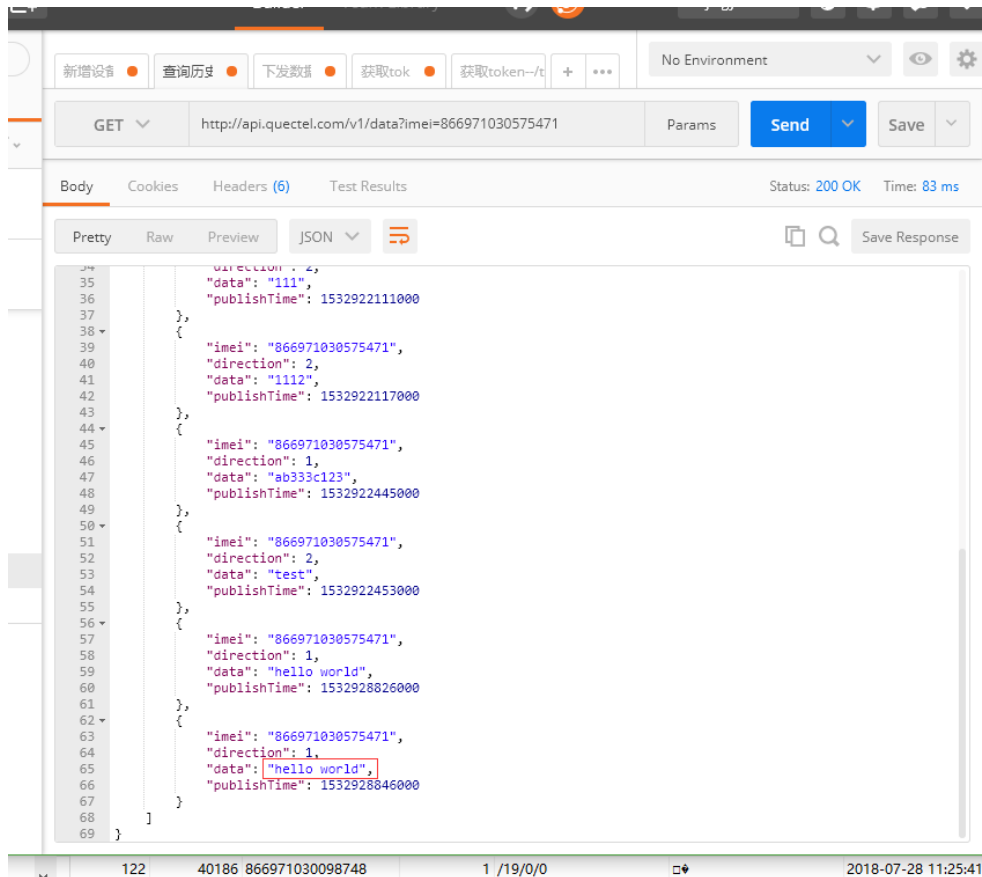 新增设备
查询历史
下发数据
获取tok
获取token--/t
+
•••
No Environment
GET
http://api.quectel.com/v1/data?imei=866971030575471
Params
Send
Save
Body
Cookies
Headers (6)
Test Results
Status: 200 OK
Time: 83 ms
Pretty
Raw
Preview
JSON
Save Response
34 "direction": 2,
35 "data": "111",
36 "publishTime": 1532922111000
37 },
38 {
39 "imei": "866971030575471",
40 "direction": 2,
41 "data": "1112",
42 "publishTime": 1532922117000
43 },
44 {
45 "imei": "866971030575471",
46 "direction": 1,
47 "data": "ab333c123",
48 "publishTime": 1532922445000
49 },
50 {
51 "imei": "866971030575471",
52 "direction": 2,
53 "data": "test",
54 "publishTime": 1532922453000
55 },
56 {
57 "imei": "866971030575471",
58 "direction": 1,
59 "data": "hello world",
60 "publishTime": 1532928826000
61 },
62 {
63 "imei": "866971030575471",
64 "direction": 1,
65 "data": "hello world",
66 "publishTime": 1532928846000
67 }
68 ]
69 }
122 40186 866971030098748 1 /19/0/0 2018-07-28 11:25:41